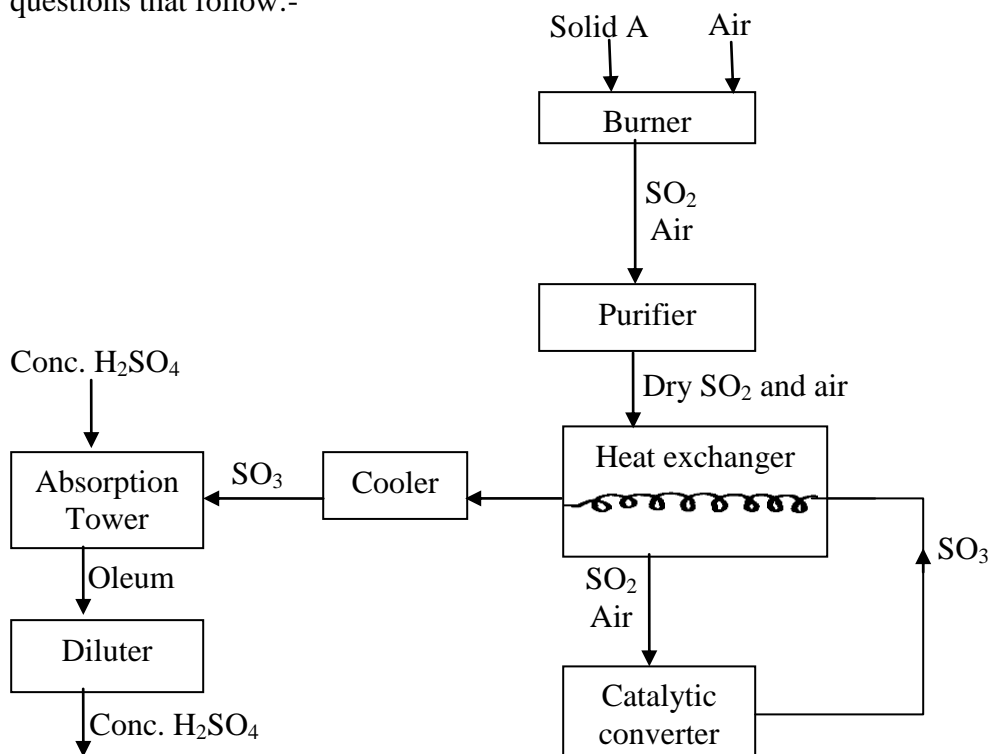 questions that follow:-
Solid A
Air
Burner
SO₂
Air
Purifier
Dry SO₂ and air
Heat exchanger
SO₃
SO₂
Air
Catalytic
converter
Cooler
SO₃
Conc. H₂SO₄
Absorption
Tower
Oleum
Diluter
Conc. H₂SO₄